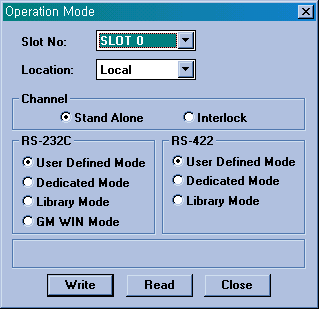 Operation Mode
Slot No: SLOT 0
Location: Local
Channel
Stand Alone Interlock
RS-232C
User Defined Mode
Dedicated Mode
Library Mode
GM WIN Mode
RS-422
User Defined Mode
Dedicated Mode
Library Mode
Write Read Close